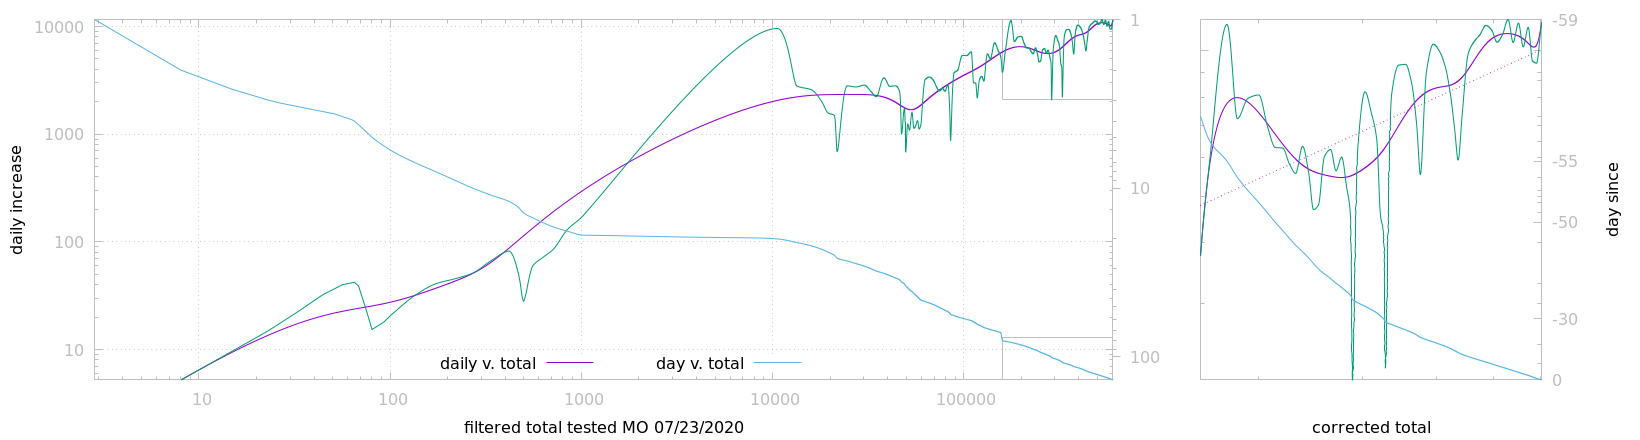 10000
1000
100
10
daily increase
10
100
1000
10000
100000
filtered total tested MO 07/23/2020
daily v. total
day v. total
1
10
100
-59
-55
-50
-30
0
day since
corrected total